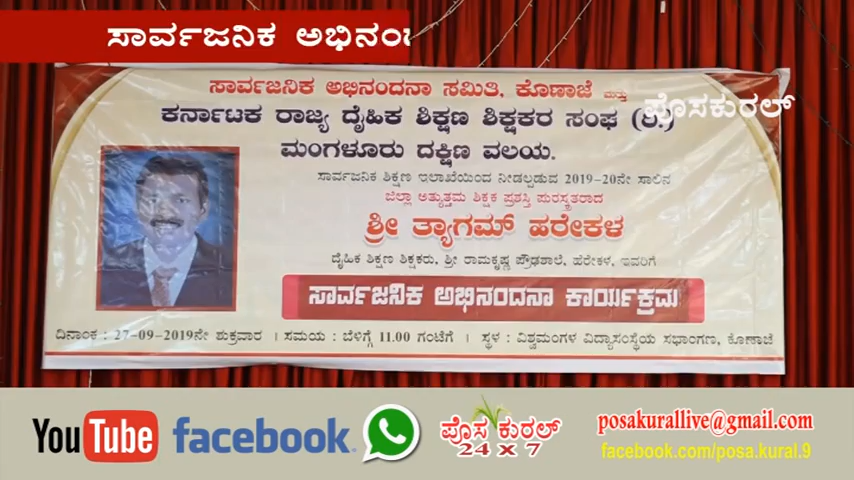 ಸಾರ್ವಜನಿಕ ಅಭಿನಂದ
ಸಾರ್ವಜನಿಕ ಅಭಿನಂದನಾ ಸಮಿತಿ, ಕೊಣಾಜೆ ಮತ್ತು
ಪೊಸಕುರಲ್
ಕರ್ನಾಟಕ ರಾಜ್ಯ ದೈಹಿಕ ಶಿಕ್ಷಣ ಶಿಕ್ಷಕರ ಸಂಘ (ರಿ.)
ಮಂಗಳೂರು ದಕ್ಷಿಣ ವಲಯ.
ಸಾರ್ವಜನಿಕ ಶಿಕ್ಷಣ ಇಲಾಖೆಯಿಂದ ನೀಡಲ್ಪಡುವ 2019-20ನೇ ಸಾಲಿನ
ಜಿಲ್ಲಾ ಅತ್ಯುತ್ತಮ ಶಿಕ್ಷಕ ಪ್ರಶಸ್ತಿ ಪುರಸ್ಕೃತರಾದ
ಶ್ರೀ ತ್ಯಾಗಮ್ ಹರೇಕಳ
ದೈಹಿಕ ಶಿಕ್ಷಣ ಶಿಕ್ಷಕರು, ಶ್ರೀ ರಾಮಕೃಷ್ಣ ಪ್ರೌಢಶಾಲೆ, ಹರೇಕಳ, ಇವರಿಗೆ
ಸಾರ್ವಜನಿಕ ಅಭಿನಂದನಾ ಕಾರ್ಯಕ್ರಮ
ದಿನಾಂಕ : 27-09-2019ನೇ ಶುಕ್ರವಾರ | ಸಮಯ : ಬೆಳಿಗ್ಗೆ 11.00 ಗಂಟೆಗೆ | ಸ್ಥಳ : ವಿಶ್ವಮಂಗಳ ವಿದ್ಯಾಸಂಸ್ಥೆಯ ಸಭಾಂಗಣ, ಕೊಣಾಜೆ
YouTube facebook. ಪೊಸ ಕುರಲ್ posakurallive@gmail.com
24 x 7 facebook.com/posa.kural.9